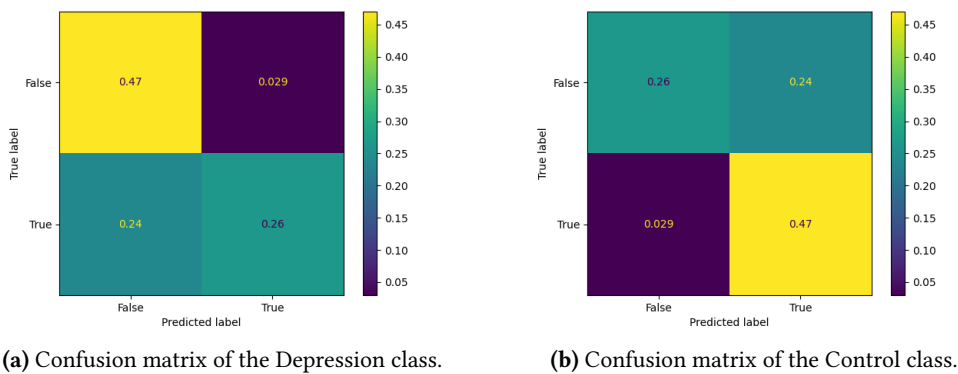 0.45
0.40
0.35
0.30
0.25
0.20
0.15
0.10
0.05
False
True
True label
0.47
0.029
0.24
0.26
False
True
Predicted label
(a) Confusion matrix of the Depression class.
0.45
0.40
0.35
0.30
0.25
0.20
0.15
0.10
0.05
False
True
True label
0.26
0.24
0.029
0.47
False
True
Predicted label
(b) Confusion matrix of the Control class.